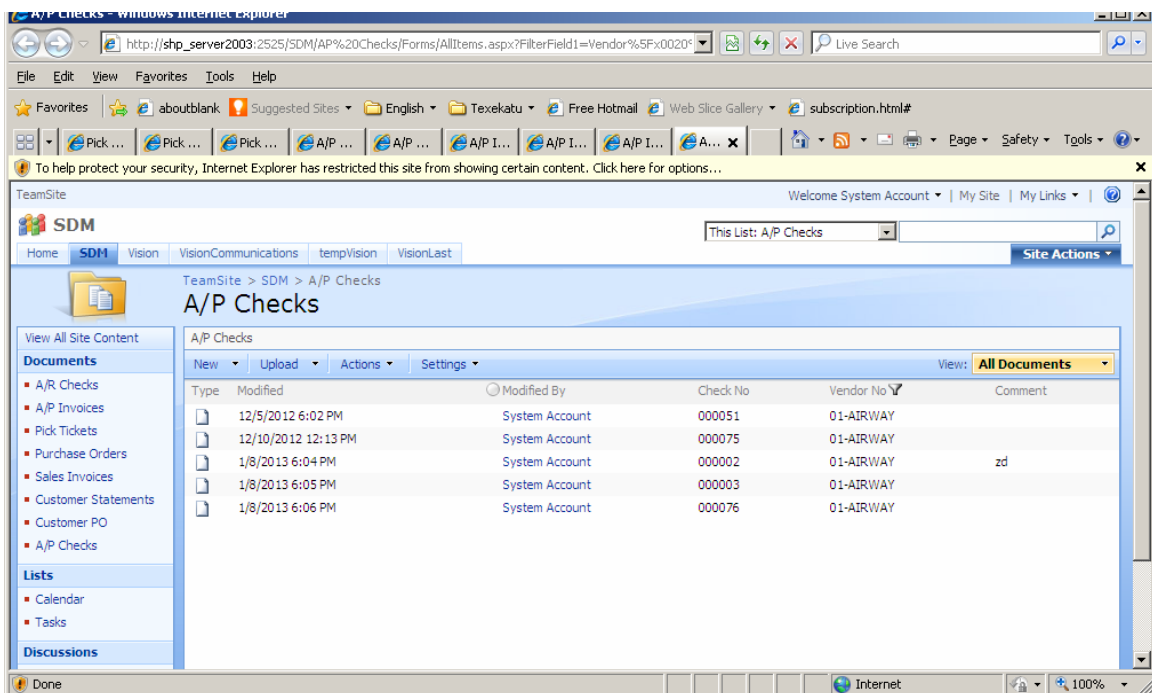 A/P Checks - Windows Internet Explorer
http://shp_server2003:2525/SDM/AP%20Checks/Forms/AllItems.aspx?FilterField1=Vendor%5Fx0020 Live Search
File Edit View Favorites Tools Help
Favorites aboutblank Suggested Sites English Texekatu Free Hotmail Web Slice Gallery subscription.html#
Pick ... Pick ... Pick ... A/P ... A/P ... A/P I... A/P I... A/P I... A... Page Safety Tools
To help protect your security, Internet Explorer has restricted this site from showing certain content. Click here for options...
TeamSite Welcome System Account | My Site | My Links |
SDM This List: A/P Checks
Home SDM Vision VisionCommunications tempVision VisionLast Site Actions
TeamSite > SDM > A/P Checks
A/P Checks
View All Site Content A/P Checks
Documents New Upload Actions Settings View: All Documents
A/R Checks Type Modified Modified By Check No Vendor No Comment
A/P Invoices 12/5/2012 6:02 PM System Account 000051 01-AIRWAY
Pick Tickets 12/10/2012 12:13 PM System Account 000075 01-AIRWAY
Purchase Orders 1/8/2013 6:04 PM System Account 000002 01-AIRWAY zd
Sales Invoices 1/8/2013 6:05 PM System Account 000003 01-AIRWAY
Customer Statements 1/8/2013 6:06 PM System Account 000076 01-AIRWAY
Customer PO
A/P Checks
Lists
Calendar
Tasks
Discussions
Done Internet 100%